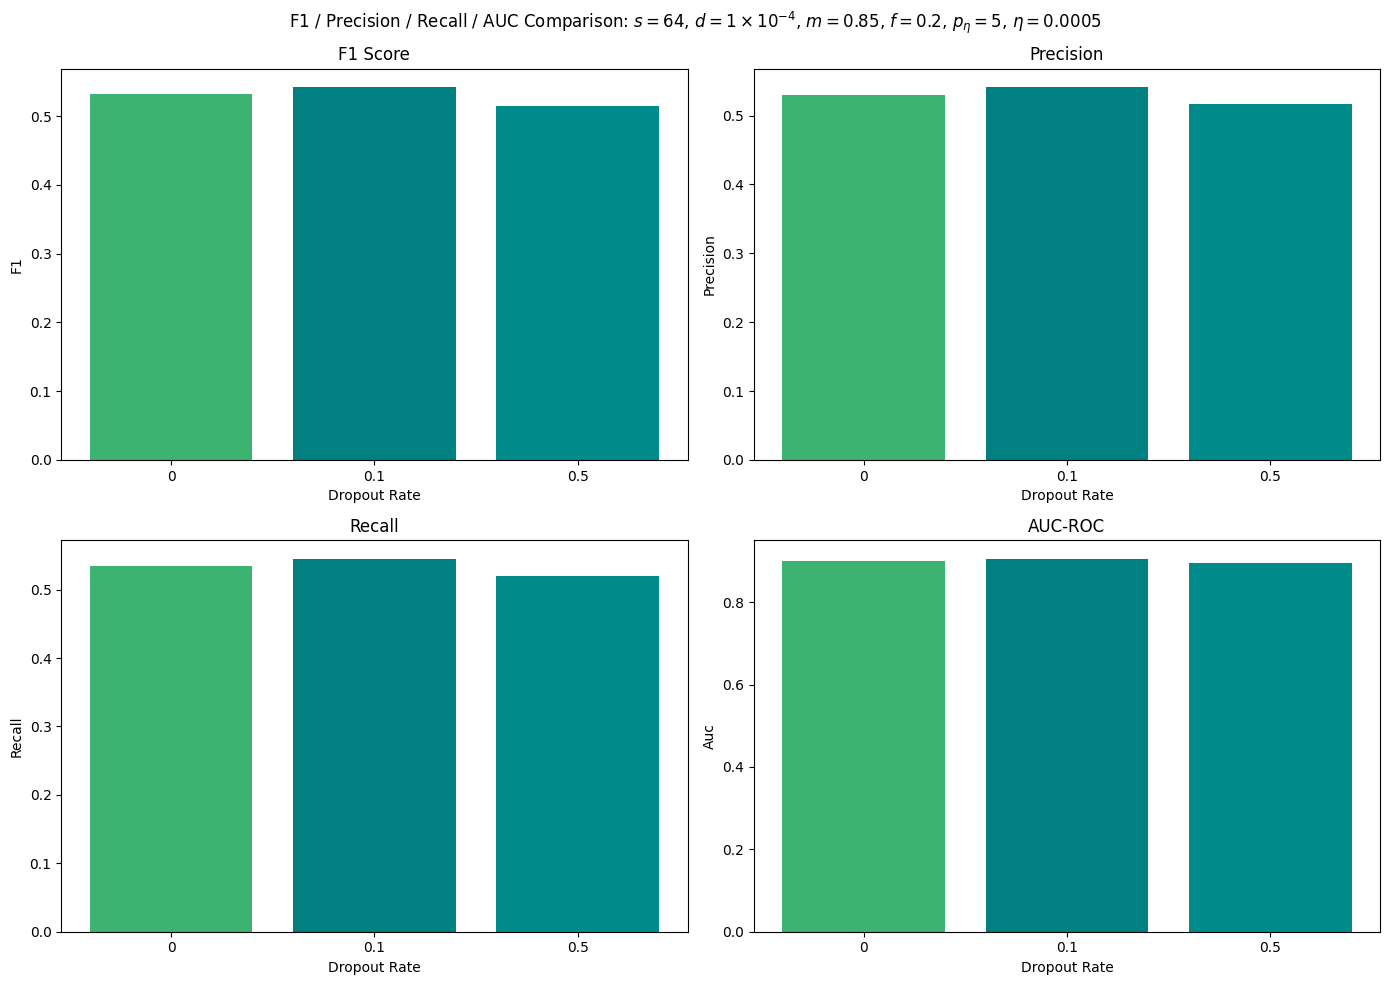 F1 / Precision / Recall / AUC Comparison: s = 64, d = 1 × 10⁻⁴, m = 0.85, f = 0.2, pη = 5, η = 0.0005
F1 Score
F1
0.5
0.4
0.3
0.2
0.1
0.0
0 0.1 0.5
Dropout Rate
Precision
Precision
0.5
0.4
0.3
0.2
0.1
0.0
0 0.1 0.5
Dropout Rate
Recall
Recall
0.5
0.4
0.3
0.2
0.1
0.0
0 0.1 0.5
Dropout Rate
AUC-ROC
Auc
0.8
0.6
0.4
0.2
0.0
0 0.1 0.5
Dropout Rate